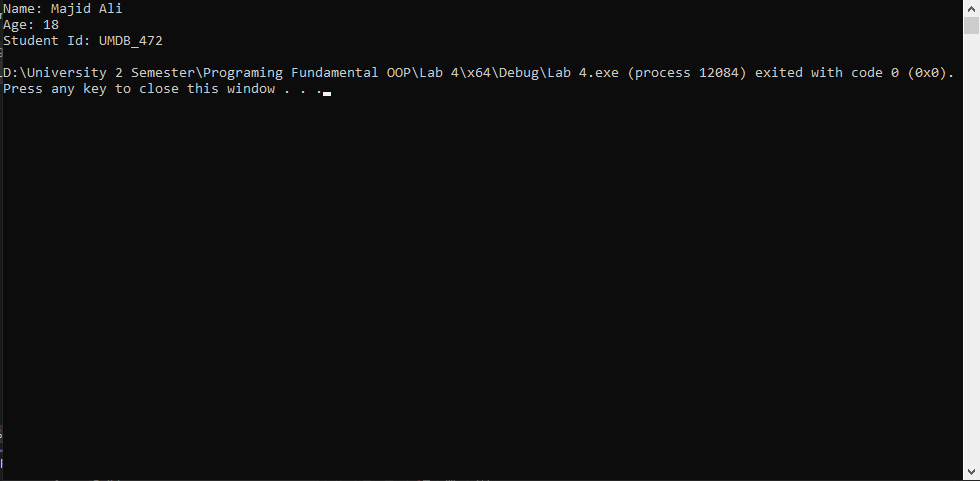 Name: Majid Ali
Age: 18
Student Id: UMDB_472
D:\University 2 Semester\Programing Fundamental OOP\Lab 4\x64\Debug\Lab 4.exe (process 12084) exited with code 0 (0x0).
Press any key to close this window . . .